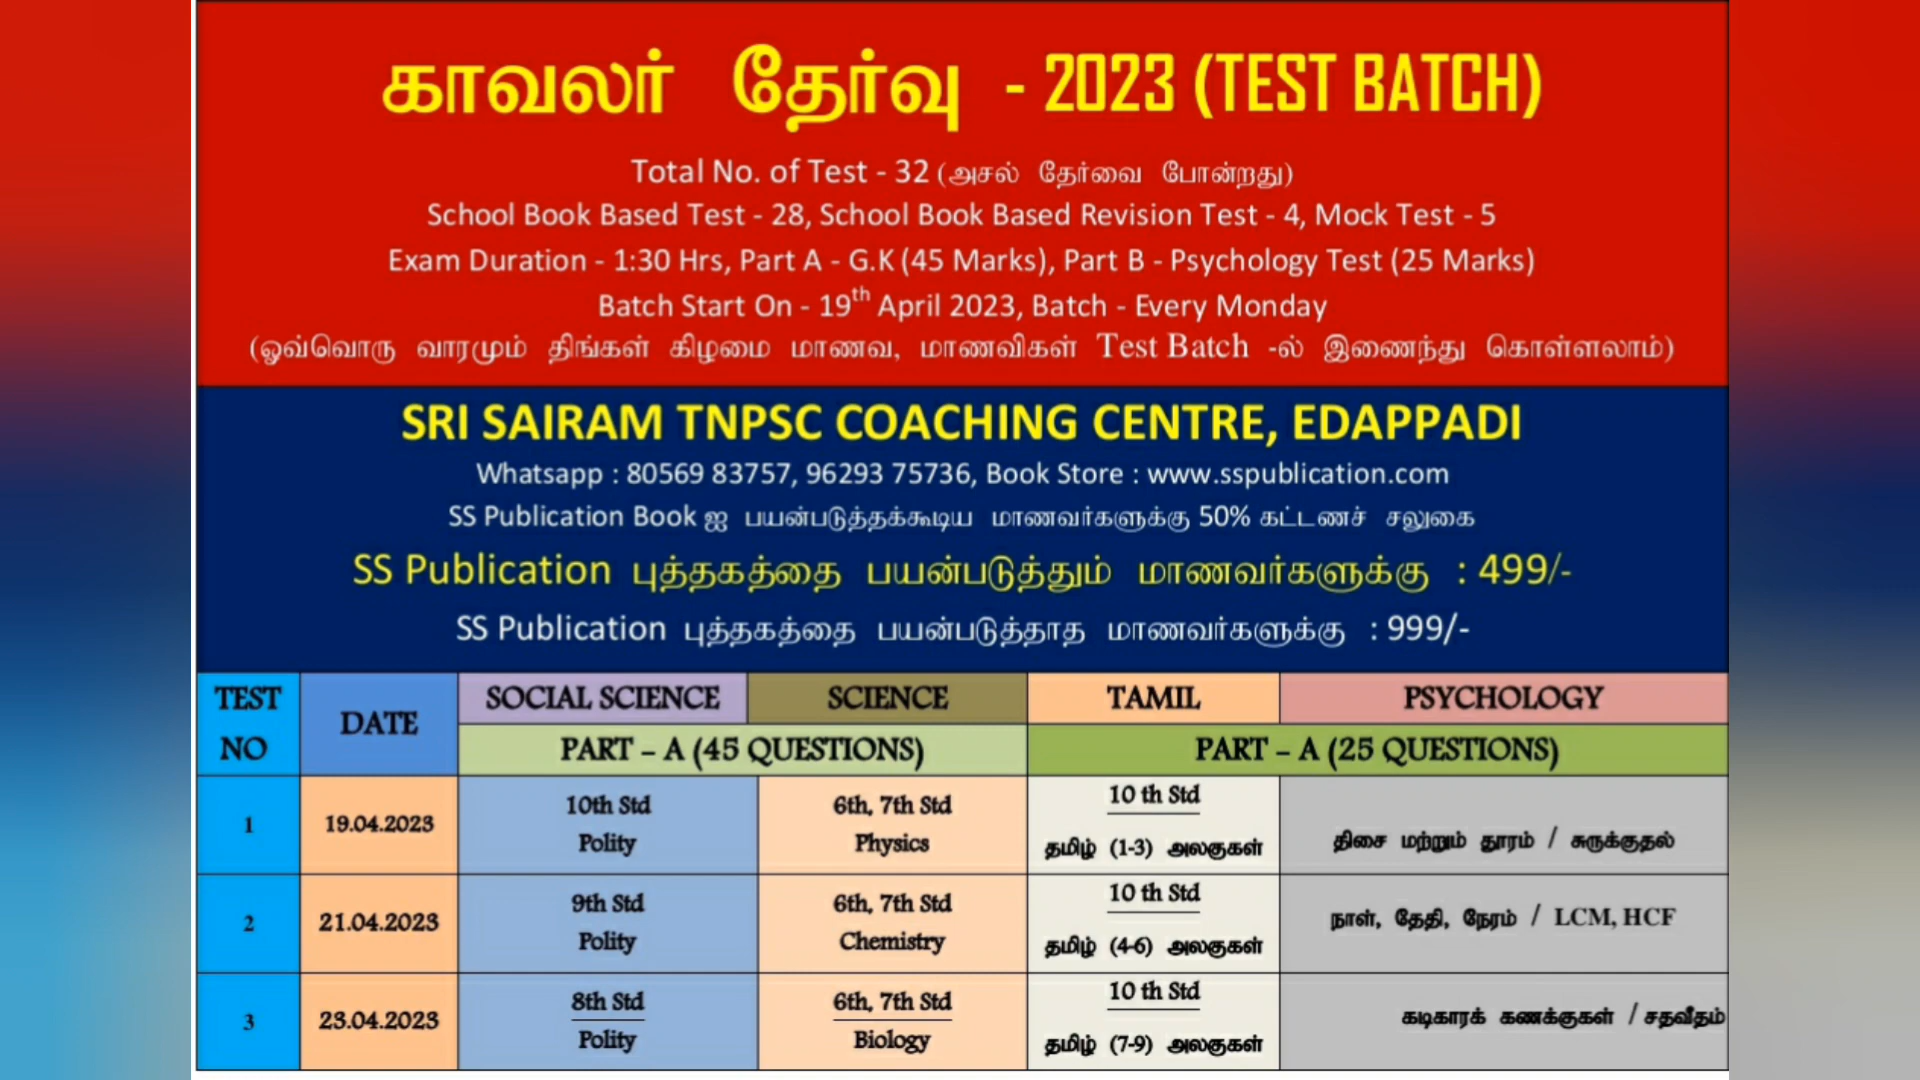 காவலர் தேர்வு - 2023 (TEST BATCH)
Total No. of Test - 32 (அசல் தேர்வை போன்றது)
School Book Based Test - 28, School Book Based Revision Test - 4, Mock Test - 5
Exam Duration - 1:30 Hrs, Part A - G.K (45 Marks), Part B - Psychology Test (25 Marks)
Batch Start On - 19th April 2023, Batch - Every Monday
(ஓவ்வொரு வாரமும் திங்கள் கிழமை மாணவ, மாணவிகள் Test Batch -ல் இணைந்து கொள்ளலாம்)
SRI SAIRAM TNPSC COACHING CENTRE, EDAPPADI
Whatsapp : 80569 83757, 96293 75736, Book Store : www.sspublication.com
SS Publication Book ஐ பயன்படுத்தக்கூடிய மாணவர்களுக்கு 50% கட்டணச் சலுகை
SS Publication புத்தகத்தை பயன்படுத்தும் மாணவர்களுக்கு : 499/-
SS Publication புத்தகத்தை பயன்படுத்தாத மாணவர்களுக்கு : 999/-
TEST NO DATE SOCIAL SCIENCE SCIENCE TAMIL PSYCHOLOGY
PART – A (45 QUESTIONS) PART – A (25 QUESTIONS)
1 19.04.2023 10th Std Polity 6th, 7th Std Physics 10 th Std தமிழ் (1-3) அலகுகள் திசை மற்றும் தூரம் / சுருக்குதல்
2 21.04.2023 9th Std Polity 6th, 7th Std Chemistry 10 th Std தமிழ் (4-6) அலகுகள் நாள், தேதி, நேரம் / LCM, HCF
3 23.04.2023 8th Std Polity 6th, 7th Std Biology 10 th Std தமிழ் (7-9) அலகுகள் கடிகாரக் கணக்குகள் / சதவீதம்